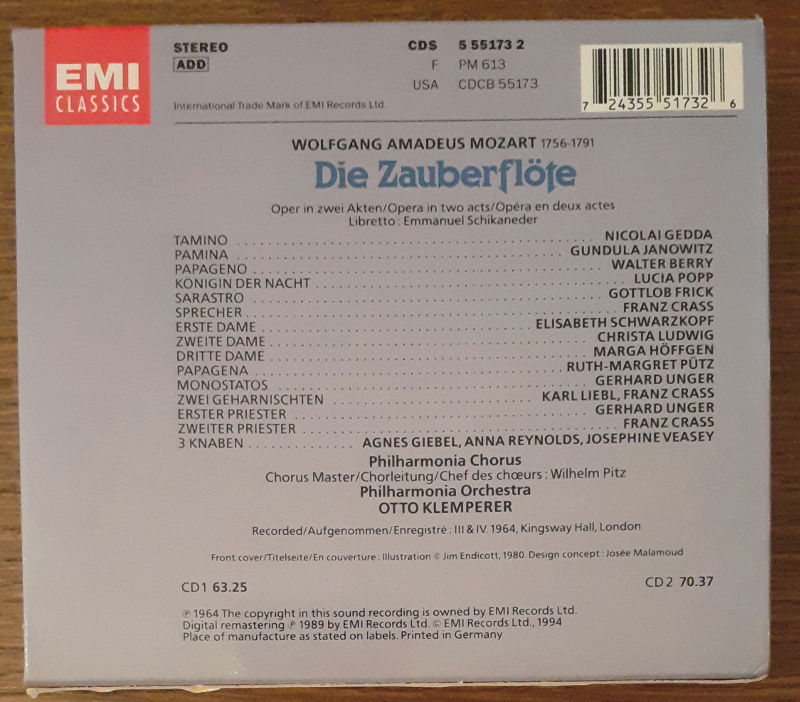 EMI
CLASSICS
STEREO
ADD
CDS 5 55173 2
F PM 613
USA CDCB 55173
International Trade Mark of EMI Records Ltd.
7 24355 51732 6
WOLFGANG AMADEUS MOZART 1756-1791
Die Zauberflöte
Oper in zwei Akten/Opera in two acts/Opéra en deux actes
Libretto : Emmanuel Schikaneder
TAMINO NICOLAI GEDDA
PAMINA GUNDULA JANOWITZ
PAPAGENO WALTER BERRY
KÖNIGIN DER NACHT LUCIA POPP
SARASTRO GOTTLOB FRICK
SPRECHER FRANZ CRASS
ERSTE DAME ELISABETH SCHWARZKOPF
ZWEITE DAME CHRISTA LUDWIG
DRITTE DAME MARGA HÖFFGEN
PAPAGENA RUTH-MARGRET PÜTZ
MONOSTATOS GERHARD UNGER
ZWEI GEHARNISCHTEN KARL LIEBL, FRANZ CRASS
ERSTER PRIESTER GERHARD UNGER
ZWEITER PRIESTER FRANZ CRASS
3 KNABEN AGNES GIEBEL, ANNA REYNOLDS, JOSEPHINE VEASEY
Philharmonia Chorus
Chorus Master/Chorleitung/Chef des chœurs : Wilhelm Pitz
Philharmonia Orchestra
OTTO KLEMPERER
Recorded/Aufgenommen/Enregistré : III & IV. 1964, Kingsway Hall, London
Front cover/Titelseite/En couverture : Illustration © Jim Endicott, 1980. Design concept : Josée Malamoud
CD1 63.25
CD2 70.37
℗ 1964 The copyright in this sound recording is owned by EMI Records Ltd.
Digital remastering ℗ 1989 by EMI Records Ltd. © EMI Records Ltd., 1994
Place of manufacture as stated on labels. Printed in Germany